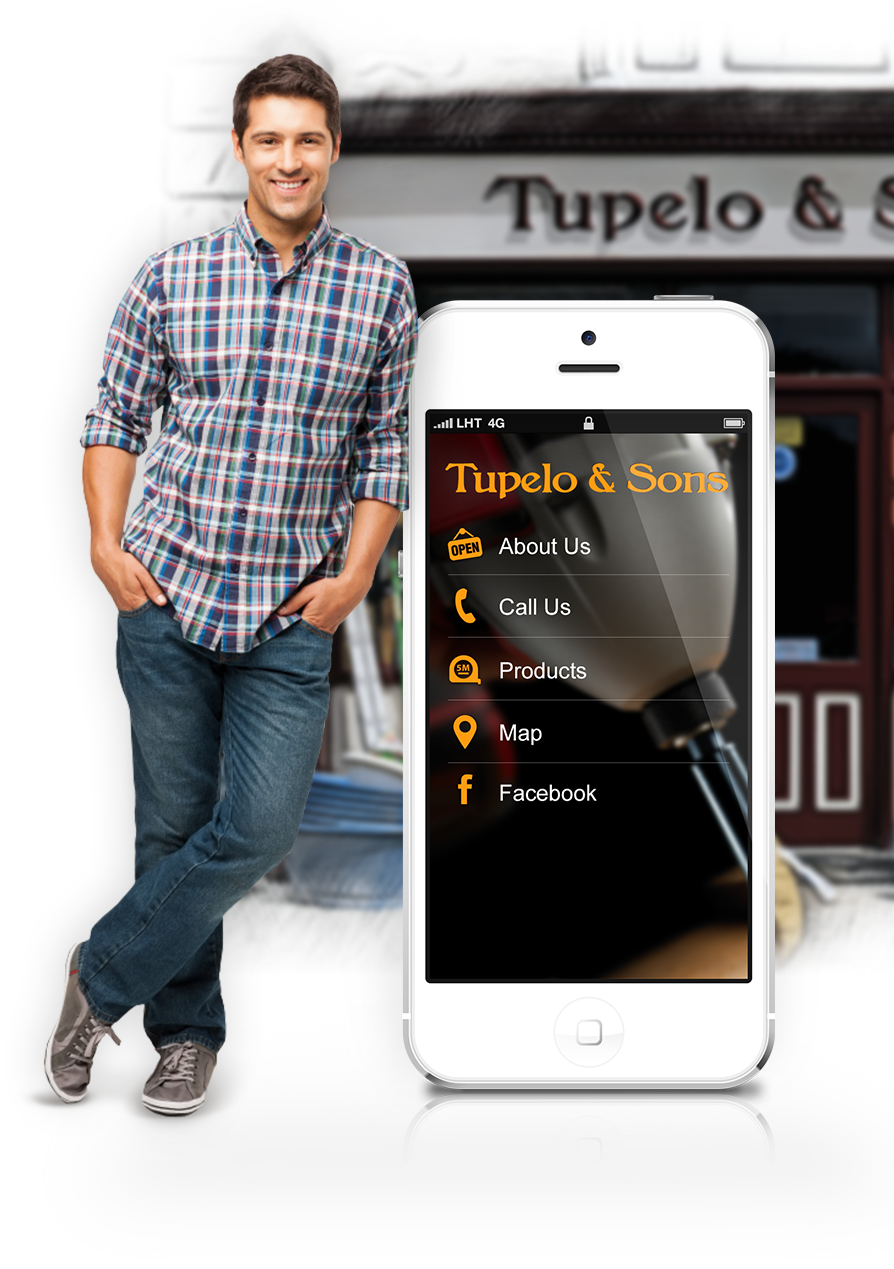 Tupelo & S
LHT 4G
Tupelo & Sons
OPEN
About Us
Call Us
5M
Products
Map
f
Facebook